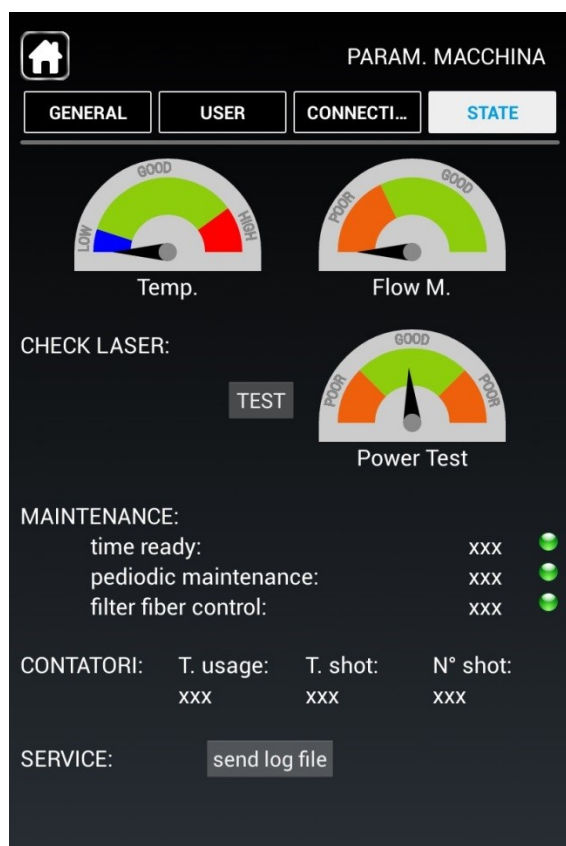 PARAM. MACCHINA
GENERAL USER CONNECTI... STATE
LOW GOOD HIGH
POOR GOOD
Temp. Flow M.
CHECK LASER:
POOR GOOD POOR
TEST
Power Test
MAINTENANCE:
time ready: xxx
pediodic maintenance: xxx
filter fiber control: xxx
CONTATORI: T. usage: T. shot: N° shot:
xxx xxx xxx
SERVICE: send log file